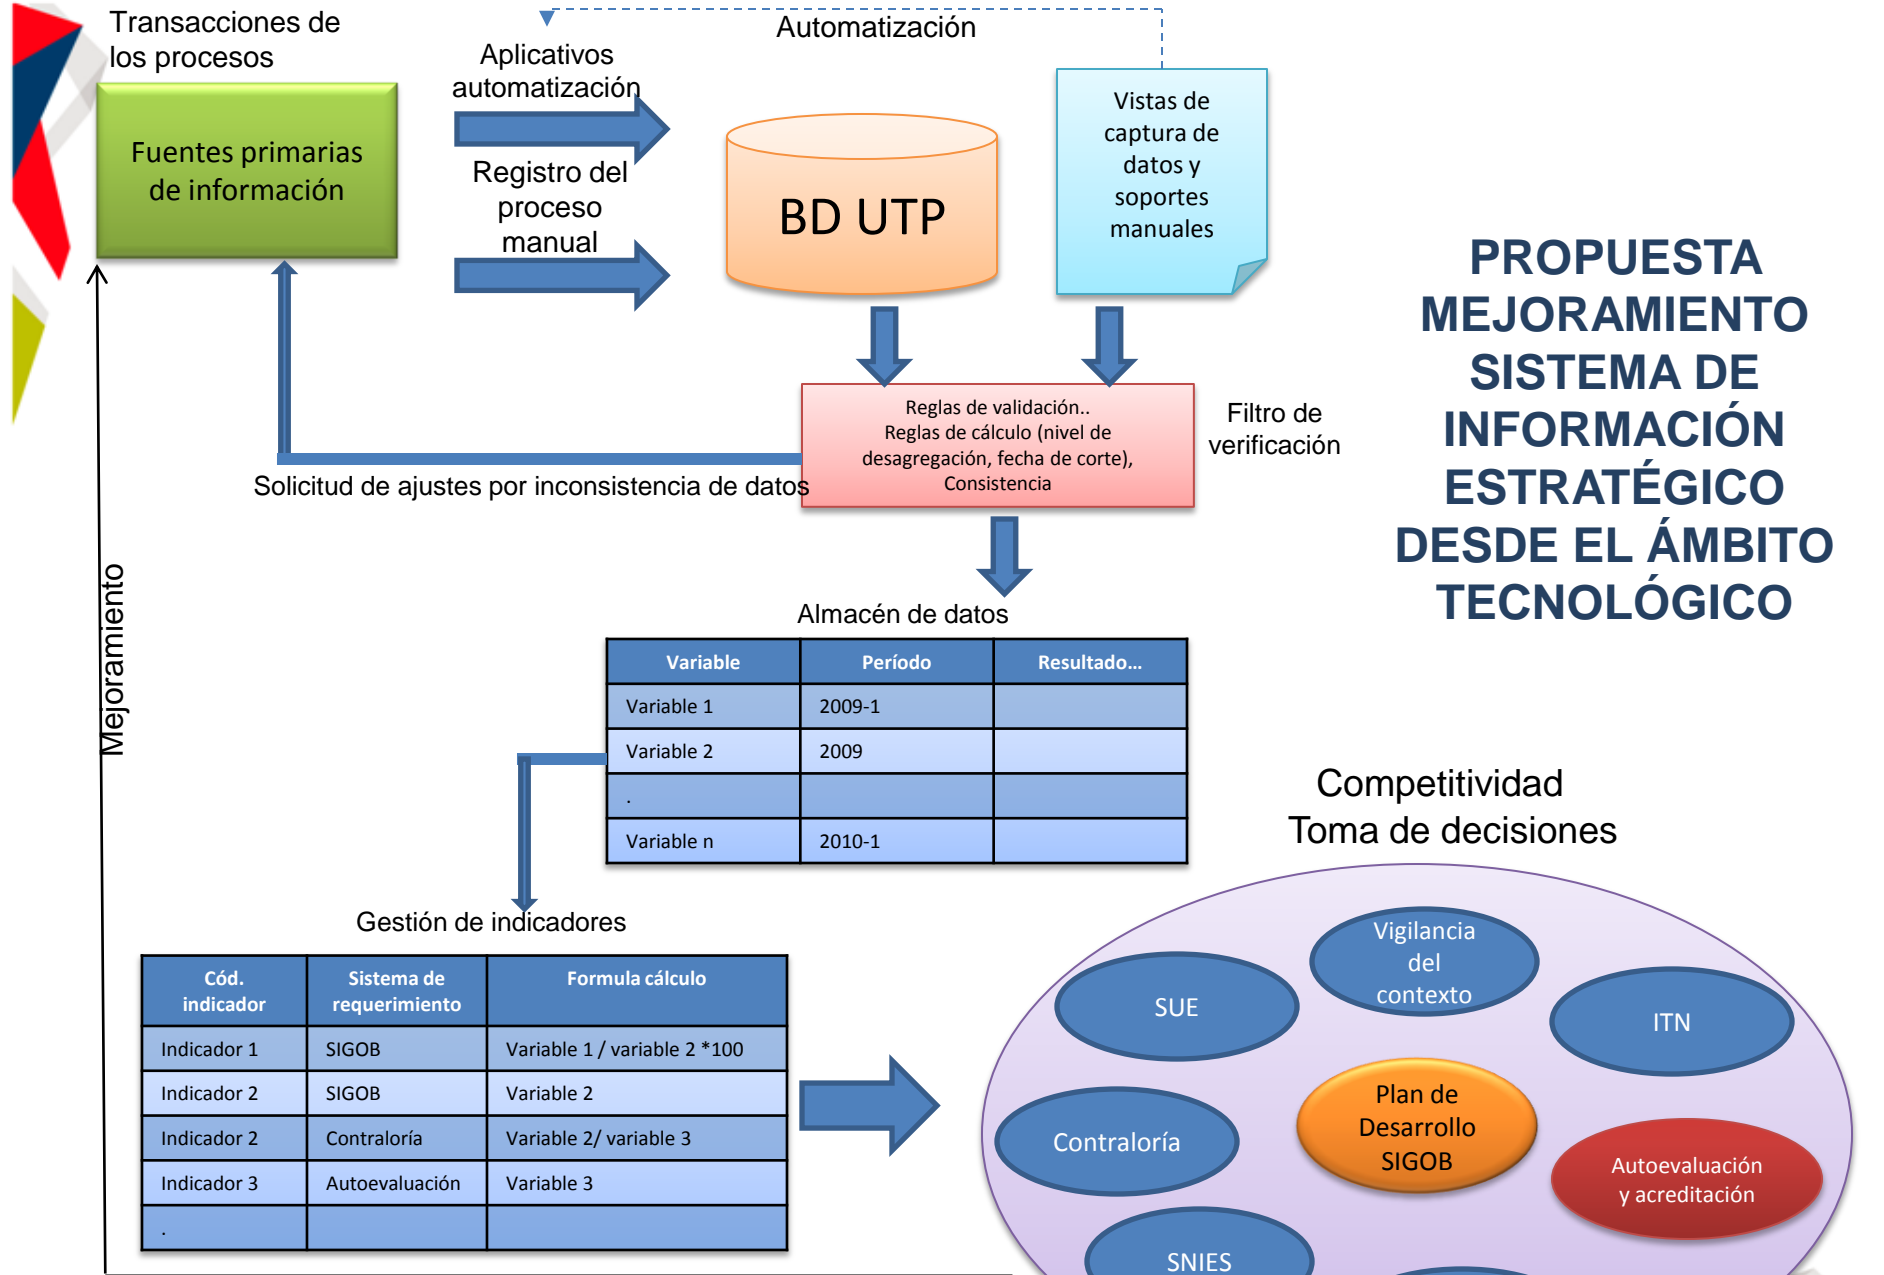 Transacciones de
los procesos
Automatización
Aplicativos
automatización
Fuentes primarias
de información
Registro del
proceso
manual
BD UTP
Vistas de
captura de
datos y
soportes
manuales
PROPUESTA
MEJORAMIENTO
SISTEMA DE
INFORMACIÓN
ESTRATÉGICO
DESDE EL ÁMBITO
TECNOLÓGICO
Reglas de validación..
Reglas de cálculo (nivel de
desagregación, fecha de corte),
Consistencia
Filtro de
verificación
Solicitud de ajustes por inconsistencia de datos
Mejoramiento
Almacén de datos
Variable Período Resultado...
Variable 1 2009-1
Variable 2 2009
.
Variable n 2010-1
Gestión de indicadores
Cód.
indicador
Sistema de
requerimiento
Formula cálculo
Indicador 1 SIGOB Variable 1 / variable 2 *100
Indicador 2 SIGOB Variable 2
Indicador 2 Contraloría Variable 2/ variable 3
Indicador 3 Autoevaluación Variable 3
.
Competitividad
Toma de decisiones
Vigilancia
del
contexto
SUE
ITN
Plan de
Desarrollo
SIGOB
Contraloría
Autoevaluación
y acreditación
SNIES